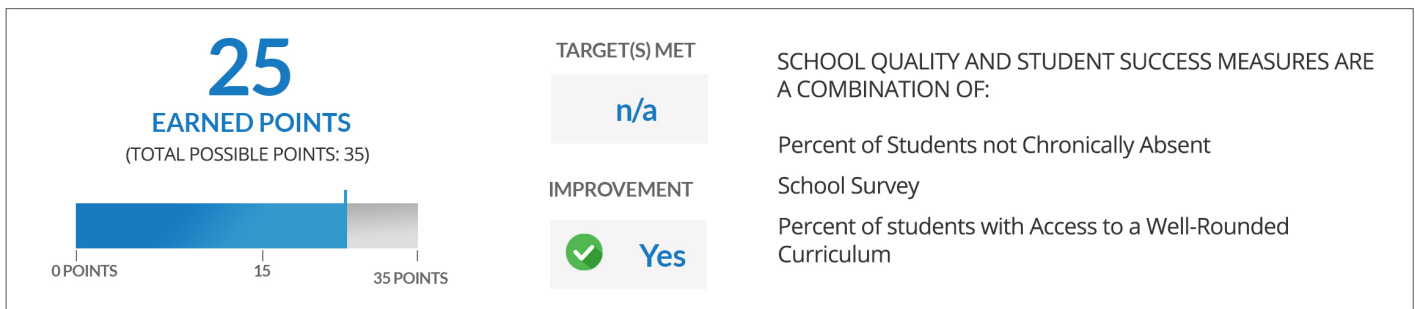 25
EARNED POINTS
(TOTAL POSSIBLE POINTS: 35)
0 POINTS
15
35 POINTS
TARGET(S) MET
n/a
IMPROVEMENT
Yes
SCHOOL QUALITY AND STUDENT SUCCESS MEASURES ARE
A COMBINATION OF:
Percent of Students not Chronically Absent
School Survey
Percent of students with Access to a Well-Rounded
Curriculum